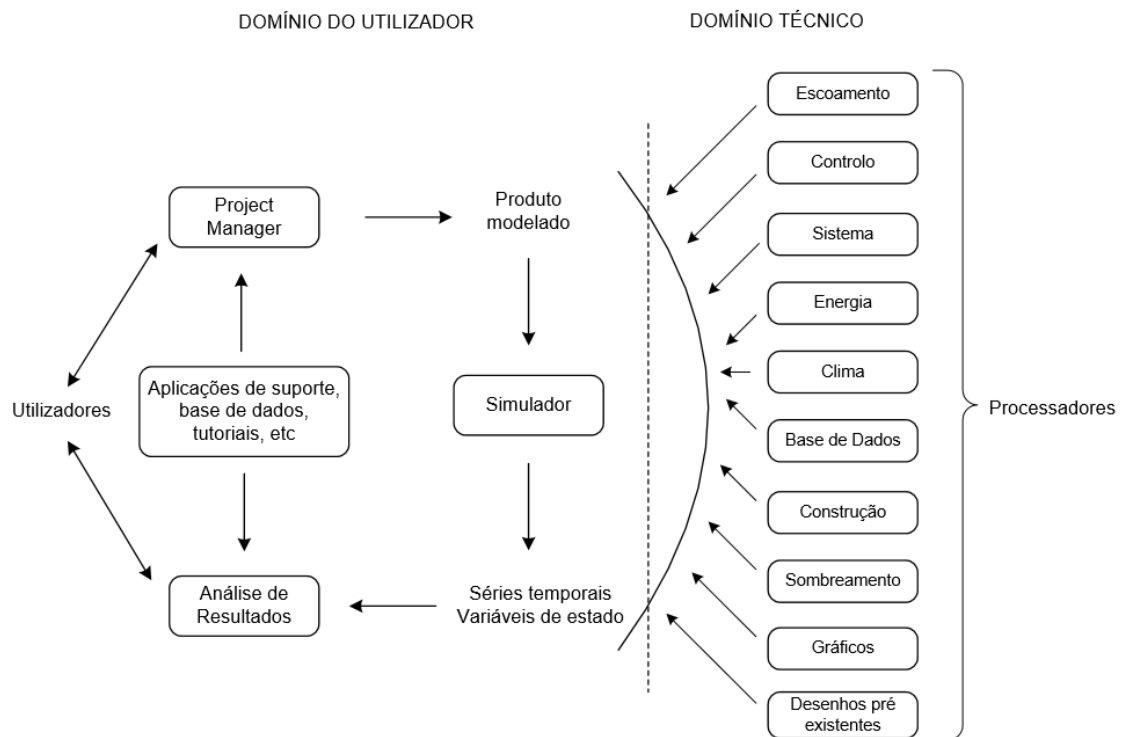 DOMÍNIO DO UTILIZADOR
DOMÍNIO TÉCNICO
Project
Manager
Produto
modelado
Utilizadores
Aplicações de suporte,
base de dados,
tutoriais, etc
Simulador
Análise de
Resultados
Séries temporais
Variáveis de estado
Escoamento
Controlo
Sistema
Energia
Clima
Base de Dados
Construção
Sombreamento
Gráficos
Desenhos pré
existentes
Processadores